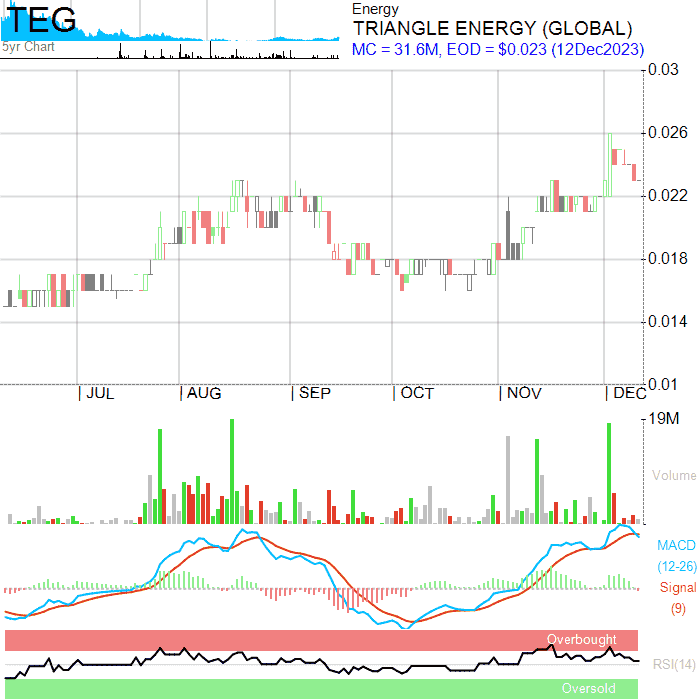 TEG
5yr Chart
Energy
TRIANGLE ENERGY (GLOBAL)
MC = 31.6M, EOD = $0.023 (12Dec2023)
0.03
0.026
0.022
0.018
0.014
0.01
JUL
AUG
SEP
OCT
NOV
DEC
19M
Volume
MACD
(12-26)
Signal
(9)
Overbought
RSI(14)
Oversold